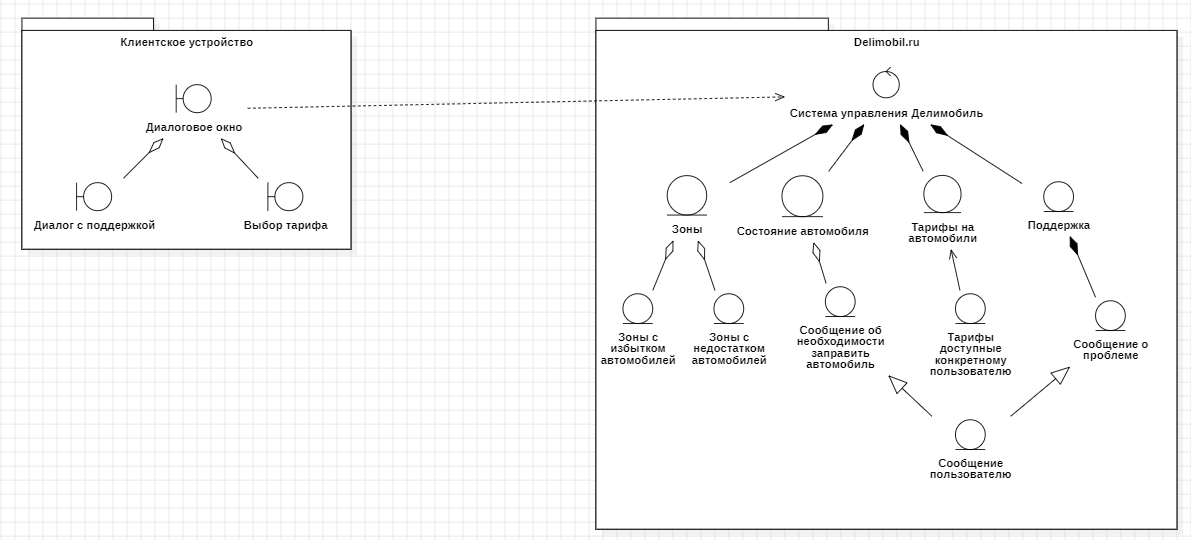 Клиентское устройство
Диалоговое окно
Диалог с поддержкой
Выбор тарифа
Delimobil.ru
Система управления Делимобиль
Зоны
Состояние автомобиля
Тарифы на
автомобили
Поддержка
Зоны с
избытком
автомобилей
Зоны с
недостатком
автомобилей
Сообщение об
необходимости
заправить
автомобиль
Тарифы
доступные
конкретному
пользователю
Сообщение о
проблеме
Сообщение
пользователю